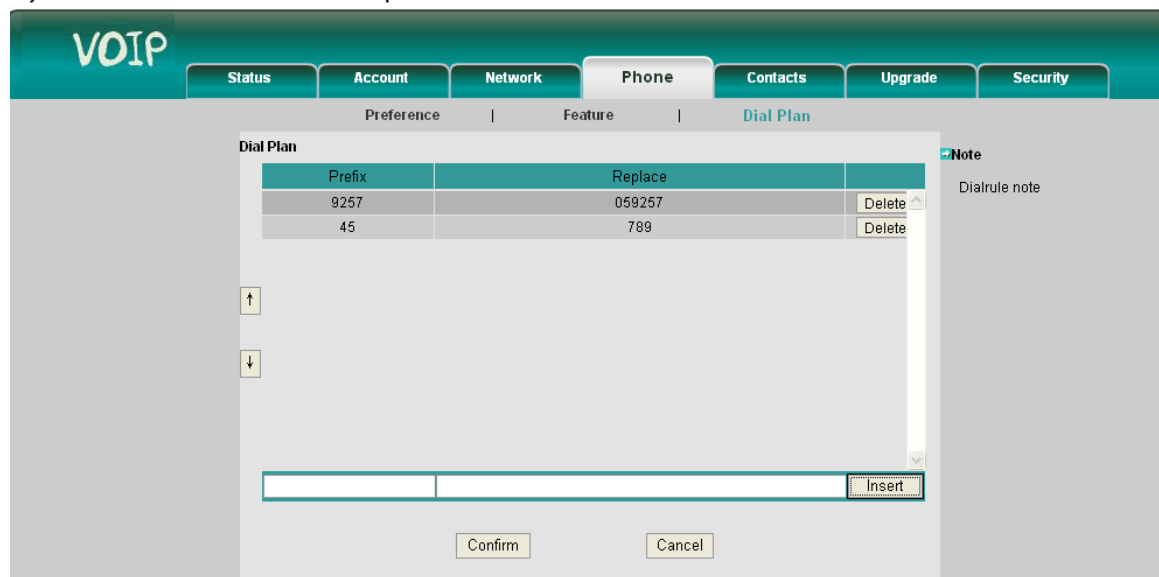 VOIP
Status Account Network Phone Contacts Upgrade Security
Preference | Feature | Dial Plan
Dial Plan
Note
Prefix Replace
Dialrule note
9257 059257 Delete
45 789 Delete
↑
↓
Insert
Confirm Cancel